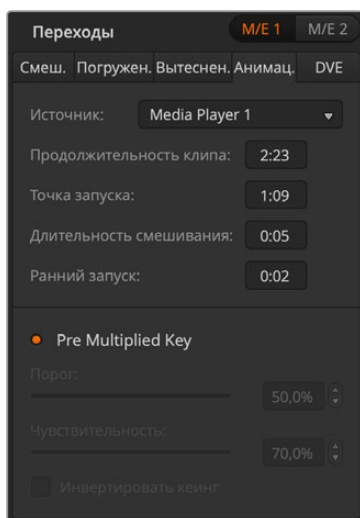 Переходы M/E 1 M/E 2
Смеш. Погружен. Вытеснен. Анимац. DVE
Источник: Media Player 1
Продолжительность клипа: 2:23
Точка запуска: 1:09
Длительность смешивания: 0:05
Ранний запуск: 0:02
Pre Multiplied Key
Порог:
50,0%
Чувствительность:
70,0%
Инвертировать кеинг